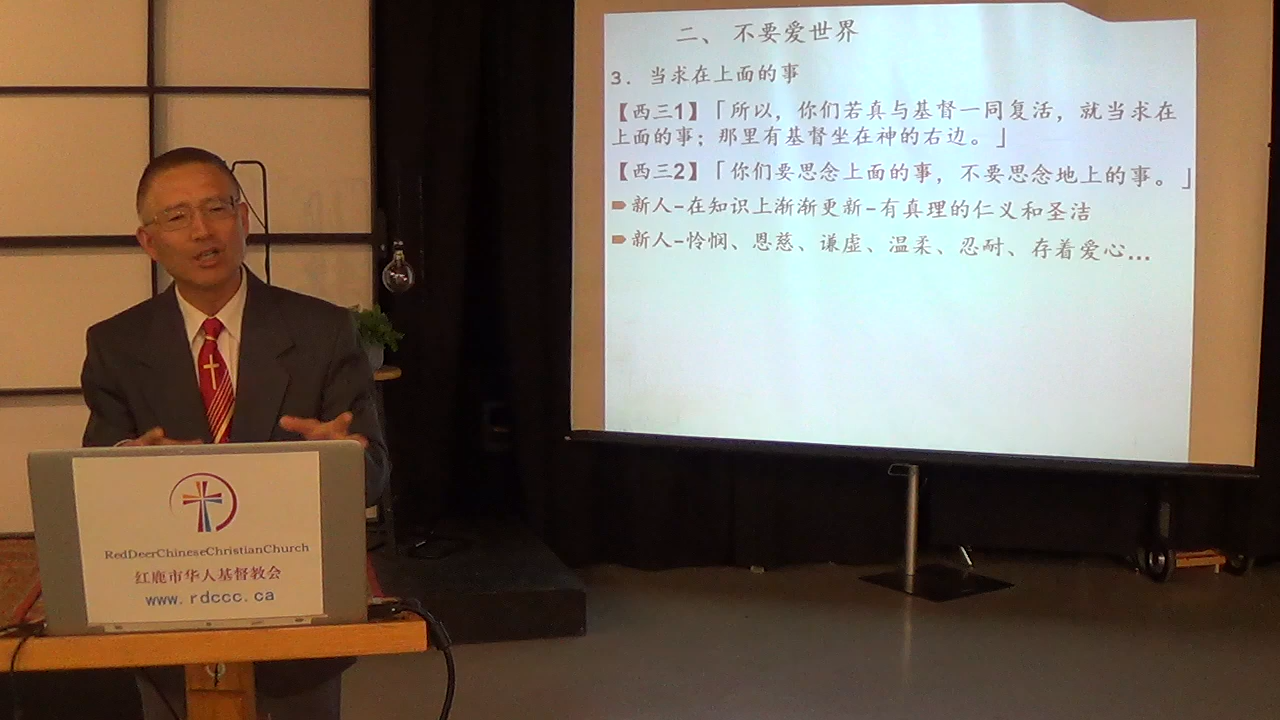 二、 不要爱世界
3. 当求在上面的事
【西三1】「所以，你们若真与基督一同复活，就当求在
上面的事；那里有基督坐在神的右边。」
【西三2】「你们要思念上面的事，不要思念地上的事。」
新人-在知识上渐渐更新-有真理的仁义和圣洁
新人-怜悯、恩慈、谦虚、温柔、忍耐、存着爱心...
RedDeerChineseChristianChurch
红鹿市华人基督教会
www.rdccc.ca